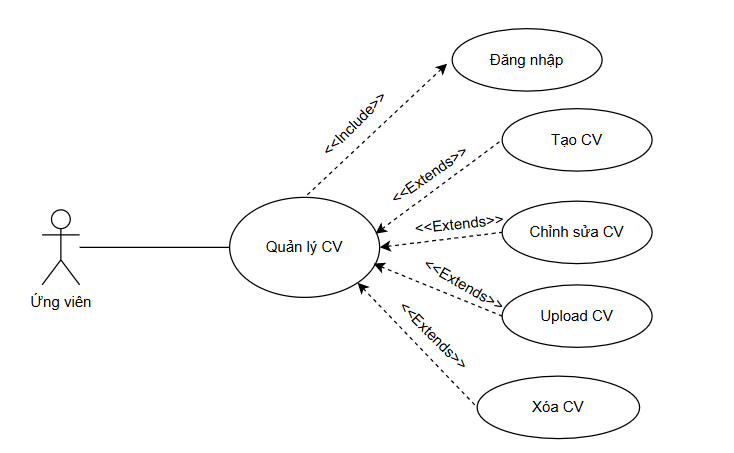 Đăng nhập
<<Include>>
Tạo CV
<<Extends>>
Chỉnh sửa CV
<<Extends>>
Quản lý CV
Ứng viên
<<Extends>>
Upload CV
<<Extends>>
Xóa CV